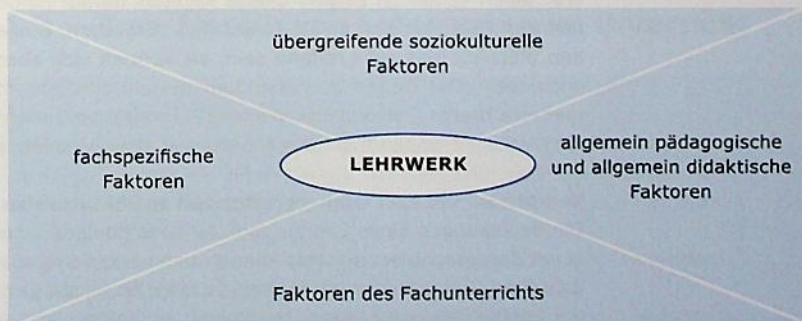 übergreifende soziokulturelle
Faktoren
fachspezifische
Faktoren
LEHRWERK
allgemein pädagogische
und allgemein didaktische
Faktoren
Faktoren des Fachunterrichts